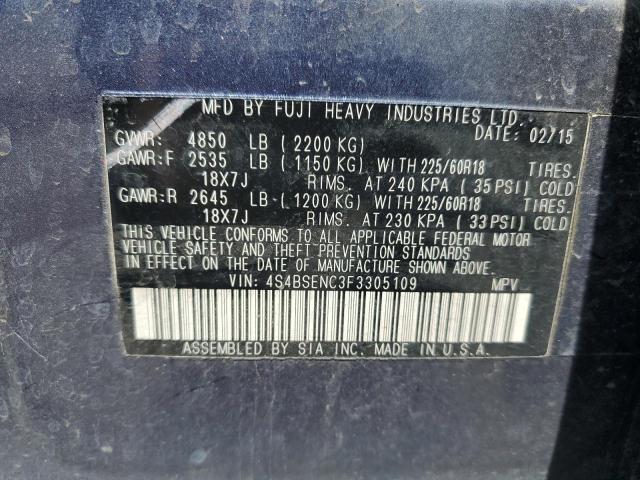 MFD BY FUJI HEAVY INDUSTRIES LTD.
DATE: 02/15
GVWR: 4850 LB ( 2200 KG)
GAWR:F 2535 LB ( 1150 KG) WITH 225/60R18 TIRES.
18X7J RIMS. AT 240 KPA ( 35 PSI) COLD
GAWR:R 2645 LB ( 1200 KG) WITH 225/60R18 TIRES.
18X7J RIMS. AT 230 KPA ( 33 PSI) COLD
THIS VEHICLE CONFORMS TO ALL APPLICABLE FEDERAL MOTOR
VEHICLE SAFETY AND THEFT PREVENTION STANDARDS
IN EFFECT ON THE DATE OF MANUFACTURE SHOWN ABOVE.
VIN: 4S4BSENC3F3305109 MPV
ASSEMBLED BY SIA INC. MADE IN U.S.A.